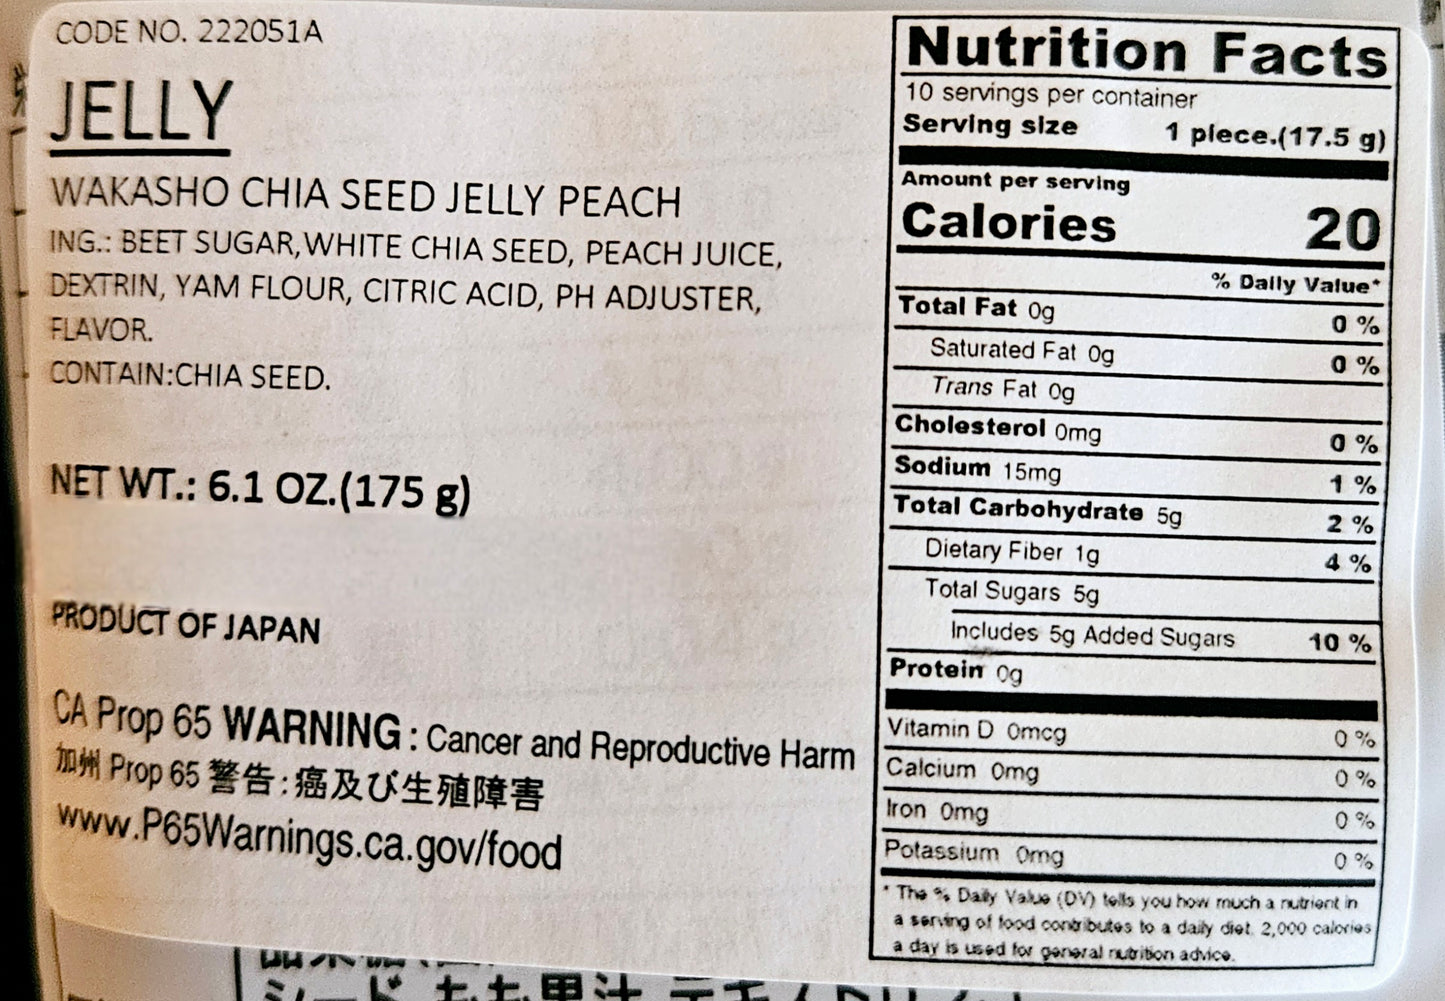 CODE NO. 222051A
JELLY
WAKASHO CHIA SEED JELLY PEACH
ING.: BEET SUGAR,WHITE CHIA SEED, PEACH JUICE,
DEXTRIN, YAM FLOUR, CITRIC ACID, PH ADJUSTER,
FLAVOR.
CONTAIN:CHIA SEED.
NET WT.: 6.1 OZ.(175 g)
PRODUCT OF JAPAN
CA Prop 65 WARNING : Cancer and Reproductive Harm
加州 Prop 65 警告:癌及び生殖障害
www.P65Warnings.ca.gov/food
Nutrition Facts
10 servings per container
Serving size 1 piece.(17.5 g)
Amount per serving
Calories 20
% Daily Value*
Total Fat 0g 0 %
Saturated Fat 0g 0 %
Trans Fat 0g
Cholesterol 0mg 0 %
Sodium 15mg 1 %
Total Carbohydrate 5g 2 %
Dietary Fiber 1g 4 %
Total Sugars 5g
Includes 5g Added Sugars 10 %
Protein 0g
Vitamin D 0mcg 0 %
Calcium 0mg 0 %
Iron 0mg 0 %
Potassium 0mg 0 %
* The % Daily Value (DV) tells you how much a nutrient in
a serving of food contributes to a daily diet. 2,000 calories
a day is used for general nutrition advice.
シード もも果汁